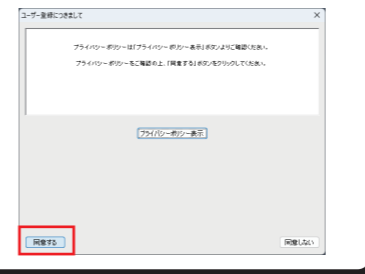 ユーザー登録につきまして
プライバシーポリシーは「プライバシーポリシー表示」ボタンよりご確認ください。
プライバシーポリシーをご確認の上、「同意する」ボタンをクリックしてください。
プライバシーポリシー表示
同意する
同意しない